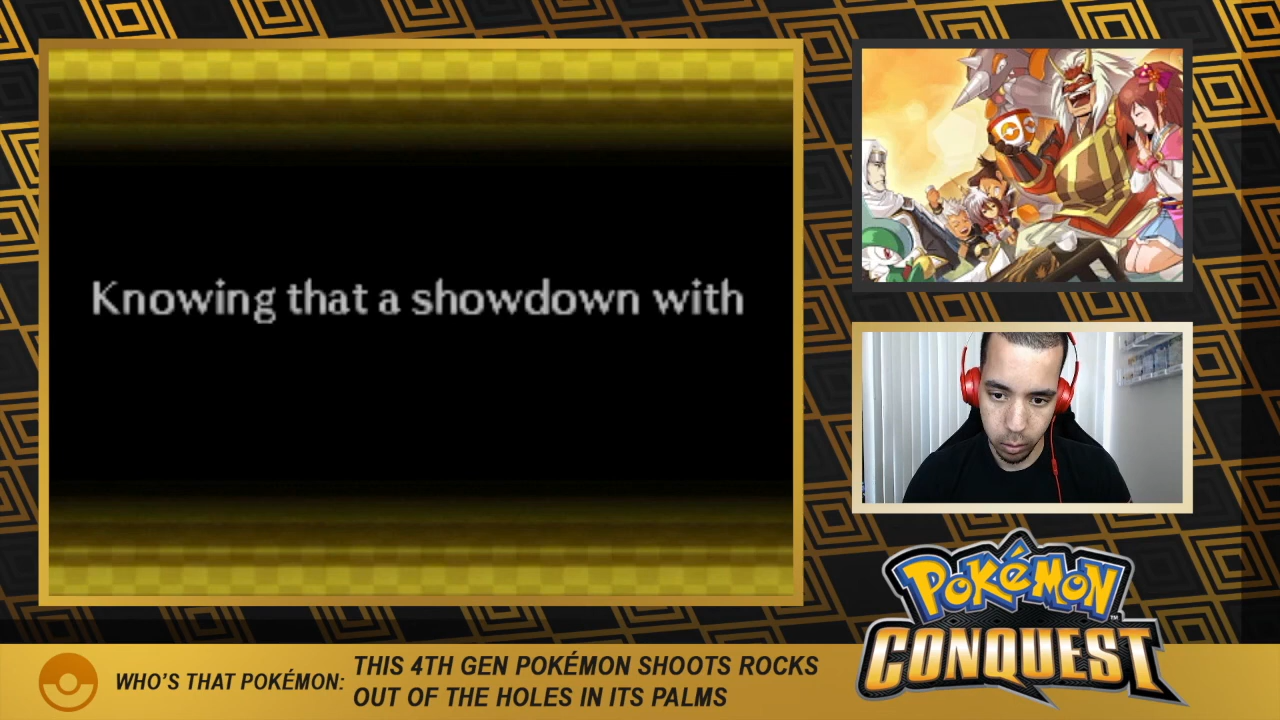 Knowing that a showdown with
POKÉMON
CONQUEST
WHO'S THAT POKÉMON:
THIS 4TH GEN POKÉMON SHOOTS ROCKS
OUT OF THE HOLES IN ITS PALMS